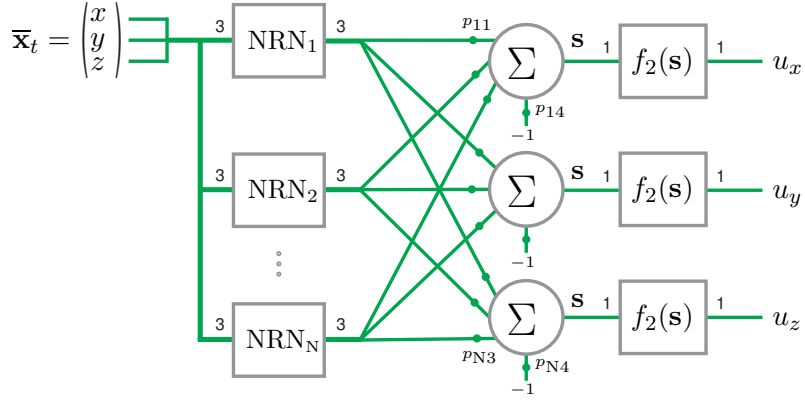 x̄_t = (x y z)
3 NRN₁ 3 p₁₁ Σ s 1 f₂(s) 1 u_x
p₁₄
−1
3 NRN₂ 3 Σ s 1 f₂(s) 1 u_y
−1
3 NRN_N 3 Σ s 1 f₂(s) 1 u_z
p_N3 p_N4
−1